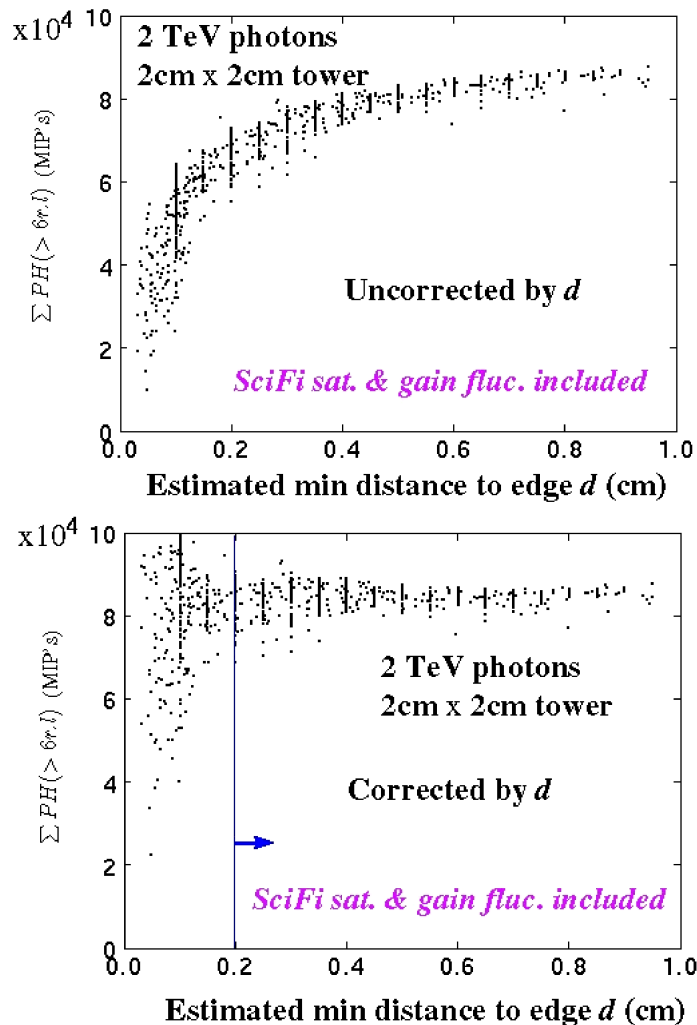 x10⁴
10
8
6
4
2
0
∑ PH(> 6r.l) (MIP's)
2 TeV photons
2cm x 2cm tower
Uncorrected by d
SciFi sat. & gain fluc. included
0.0 0.2 0.4 0.6 0.8 1.0
Estimated min distance to edge d (cm)
x10⁴
10
8
6
4
2
0
∑ PH(> 6r.l) (MIP's)
2 TeV photons
2cm x 2cm tower
Corrected by d
SciFi sat. & gain fluc. included
0.0 0.2 0.4 0.6 0.8 1.0
Estimated min distance to edge d (cm)